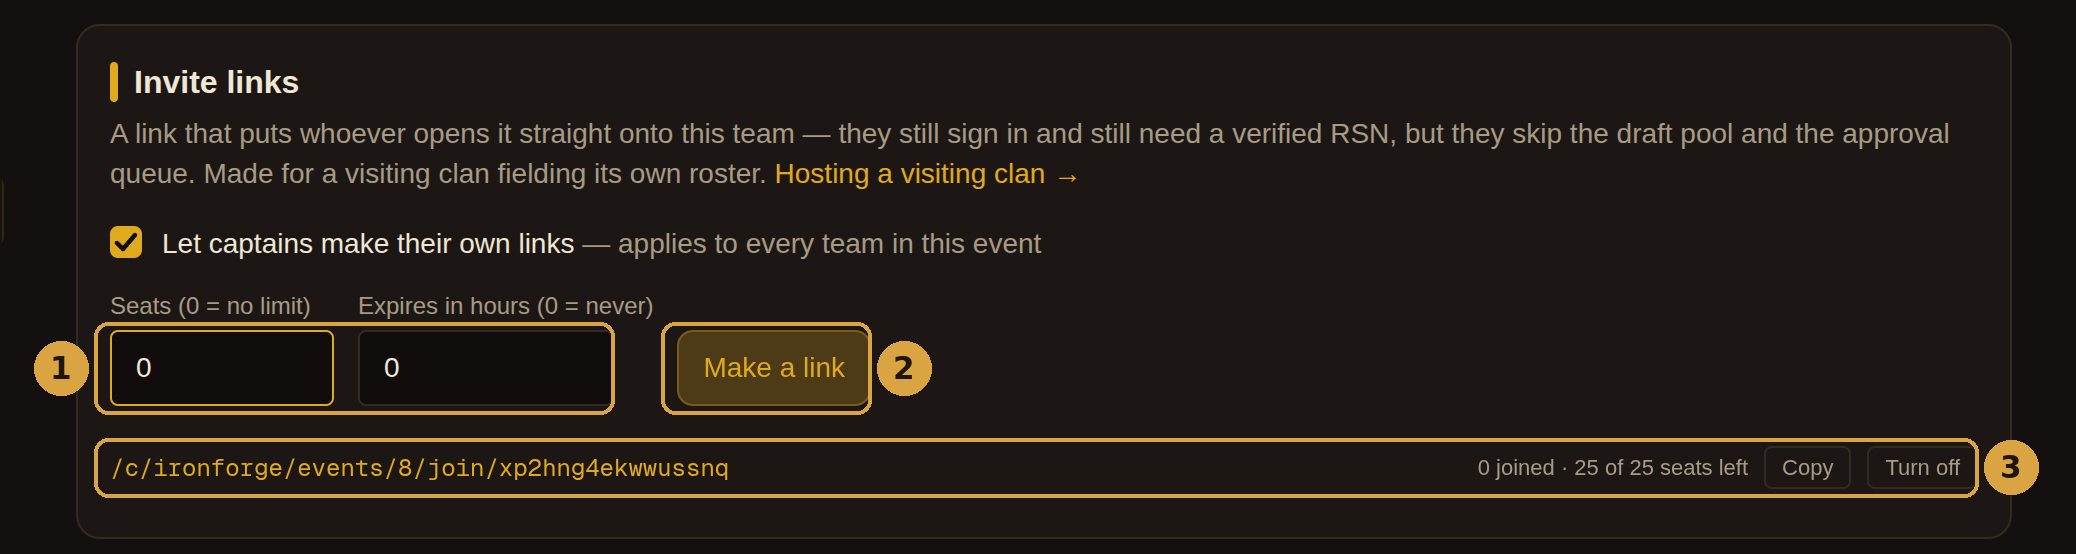 Invite links
A link that puts whoever opens it straight onto this team — they still sign in and still need a verified RSN, but they skip the draft pool and the approval
queue. Made for a visiting clan fielding its own roster. Hosting a visiting clan →
Let captains make their own links — applies to every team in this event
Seats (0 = no limit) Expires in hours (0 = never)
1 0 0 Make a link 2
/c/ironforge/events/8/join/xp2hng4ekwwussnq 0 joined · 25 of 25 seats left Copy Turn off 3